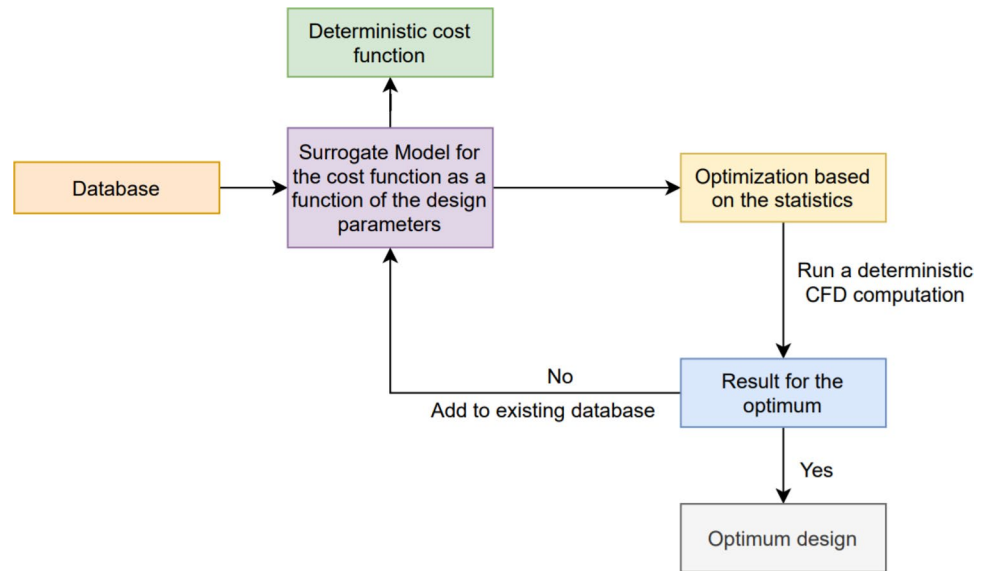 Deterministic cost
function
Database
Surrogate Model for
the cost function as a
function of the design
parameters
Optimization based
on the statistics
Run a deterministic
CFD computation
No
Add to existing database
Result for the
optimum
Yes
Optimum design